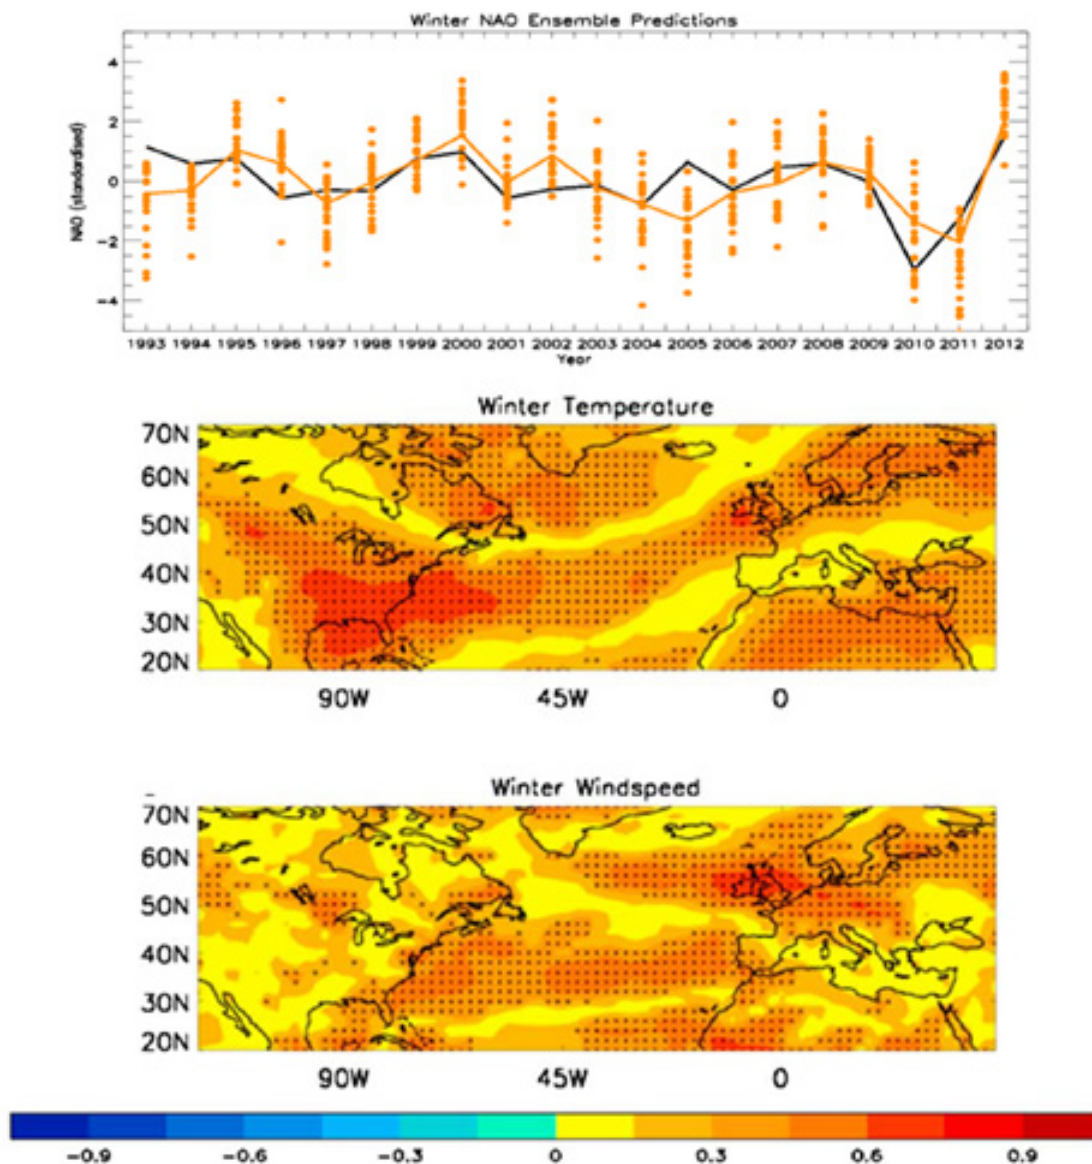 Winter NAO Ensemble Predictions
4
2
0
-2
-4
NAO (standardised)
1993 1994 1995 1996 1997 1998 1999 2000 2001 2002 2003 2004 2005 2006 2007 2008 2009 2010 2011 2012
Year
Winter Temperature
70N
60N
50N
40N
30N
20N
90W 45W 0
Winter Windspeed
70N
60N
50N
40N
30N
20N
90W 45W 0
-0.9 -0.6 -0.3 0 0.3 0.6 0.9